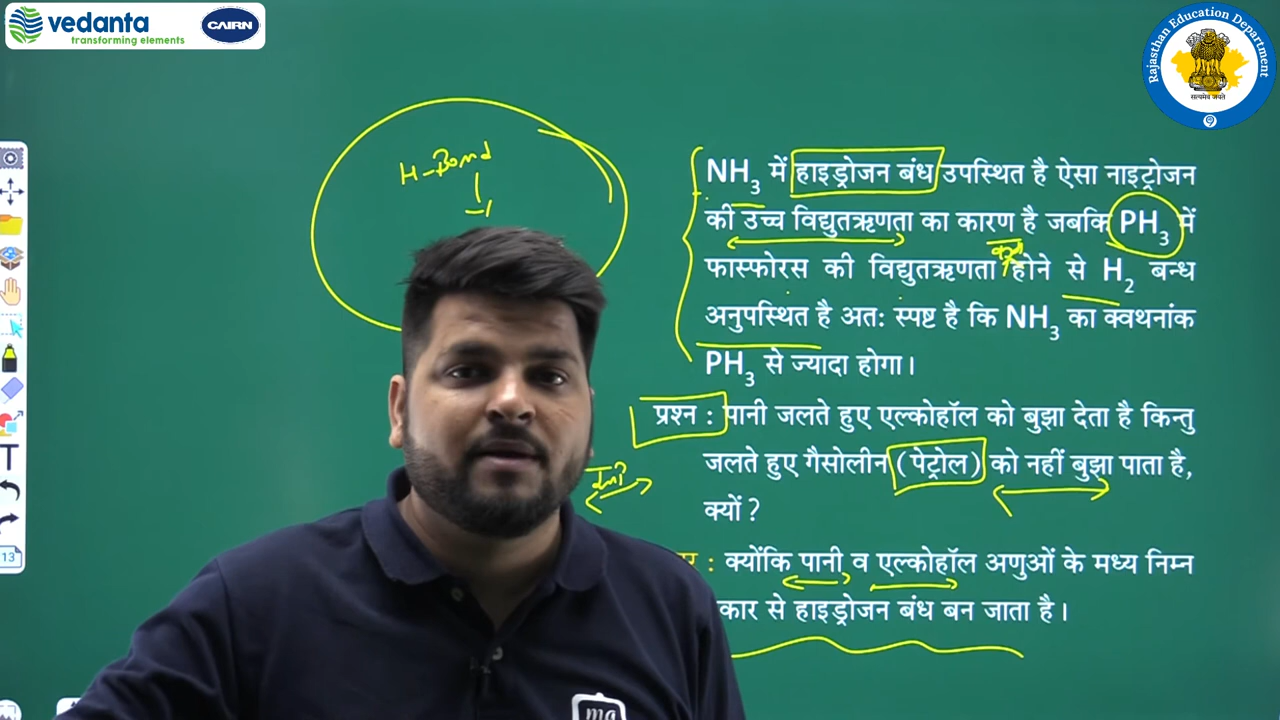 vedanta
transforming elements
CAIRN
Rajasthan Education Department
सत्यमेव जयते
H-Bond
NH3 में हाइड्रोजन बंध उपस्थित है ऐसा नाइट्रोजन
की उच्च विद्युतऋणता का कारण है जबकि PH3 में
फास्फोरस की विद्युतऋणता कम होने से H2 बन्ध
अनुपस्थित है अतः स्पष्ट है कि NH3 का क्वथनांक
PH3 से ज्यादा होगा।
प्रश्न : पानी जलते हुए एल्कोहॉल को बुझा देता है किन्तु
जलते हुए गैसोलीन (पेट्रोल) को नहीं बुझा पाता है,
क्यों ?
: क्योंकि पानी व एल्कोहॉल अणुओं के मध्य निम्न
से हाइड्रोजन बंध बन जाता है।
T
13